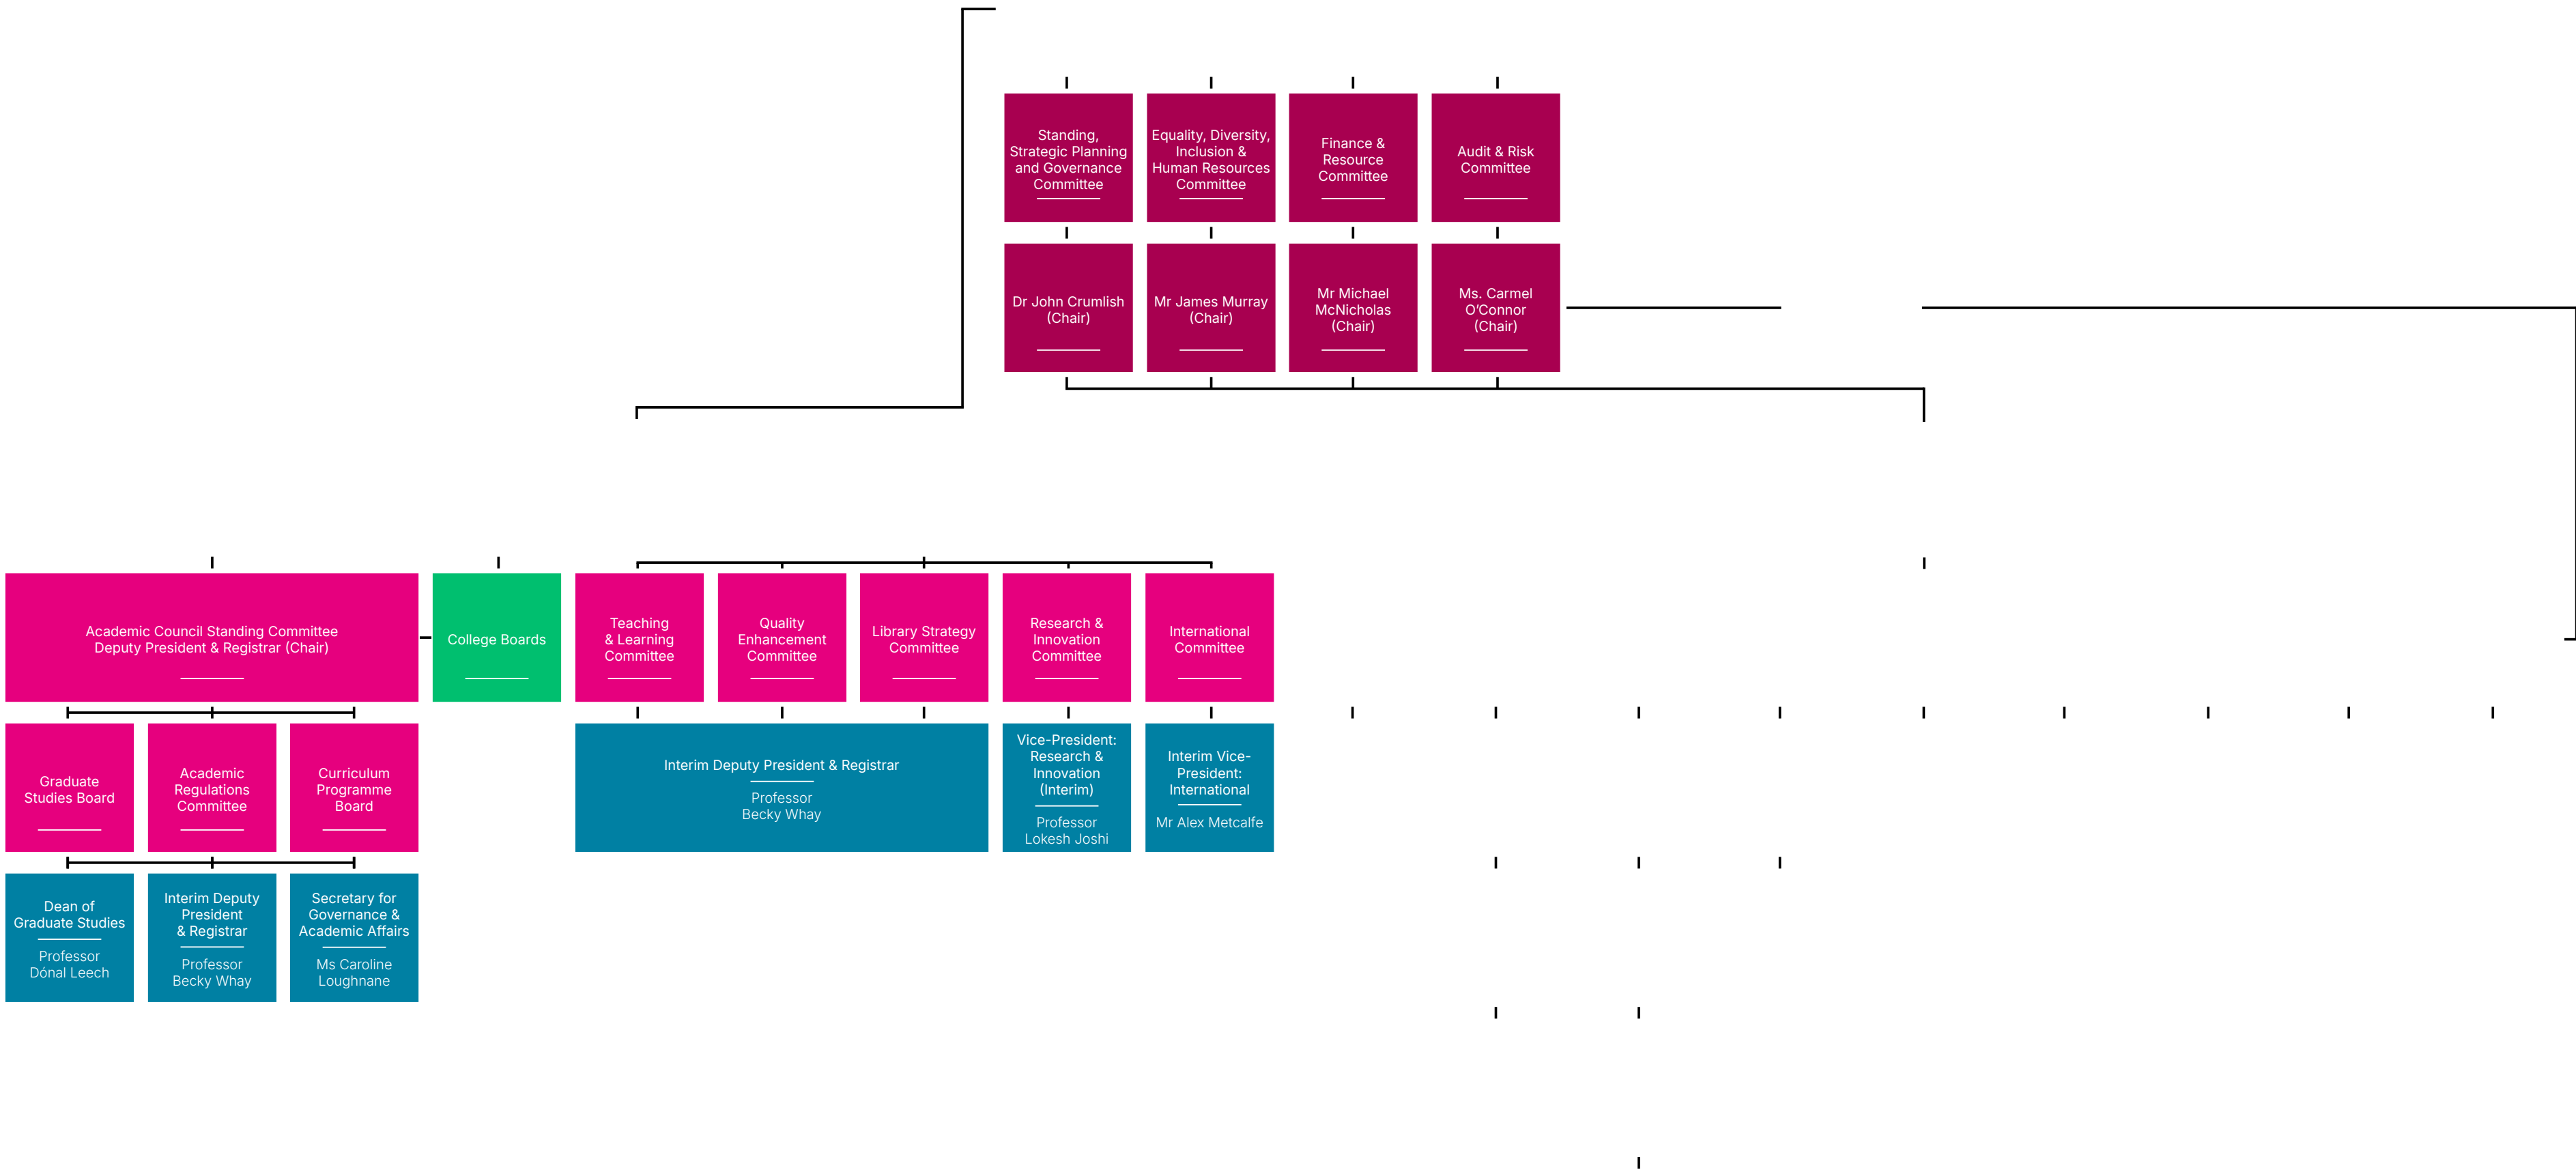 Standing,
Strategic Planning
and Governance
Committee
Equality, Diversity,
Inclusion &
Human Resources
Committee
Finance &
Resource
Committee
Audit & Risk
Committee
Dr John Crumlish
(Chair)
Mr James Murray
(Chair)
Mr Michael
McNicholas
(Chair)
Ms. Carmel
O’Connor
(Chair)
Academic Council Standing Committee
Deputy President & Registrar (Chair)
College Boards
Teaching
& Learning
Committee
Quality
Enhancement
Committee
Library Strategy
Committee
Research &
Innovation
Committee
International
Committee
Graduate
Studies Board
Academic
Regulations
Committee
Curriculum
Programme
Board
Interim Deputy President & Registrar
Professor
Becky Whay
Vice-President:
Research &
Innovation
(Interim)
Professor
Lokesh Joshi
Interim Vice-
President:
International
Mr Alex Metcalfe
Dean of
Graduate Studies
Professor
Dónal Leech
Interim Deputy
President
& Registrar
Professor
Becky Whay
Secretary for
Governance &
Academic Affairs
Ms Caroline
Loughnane